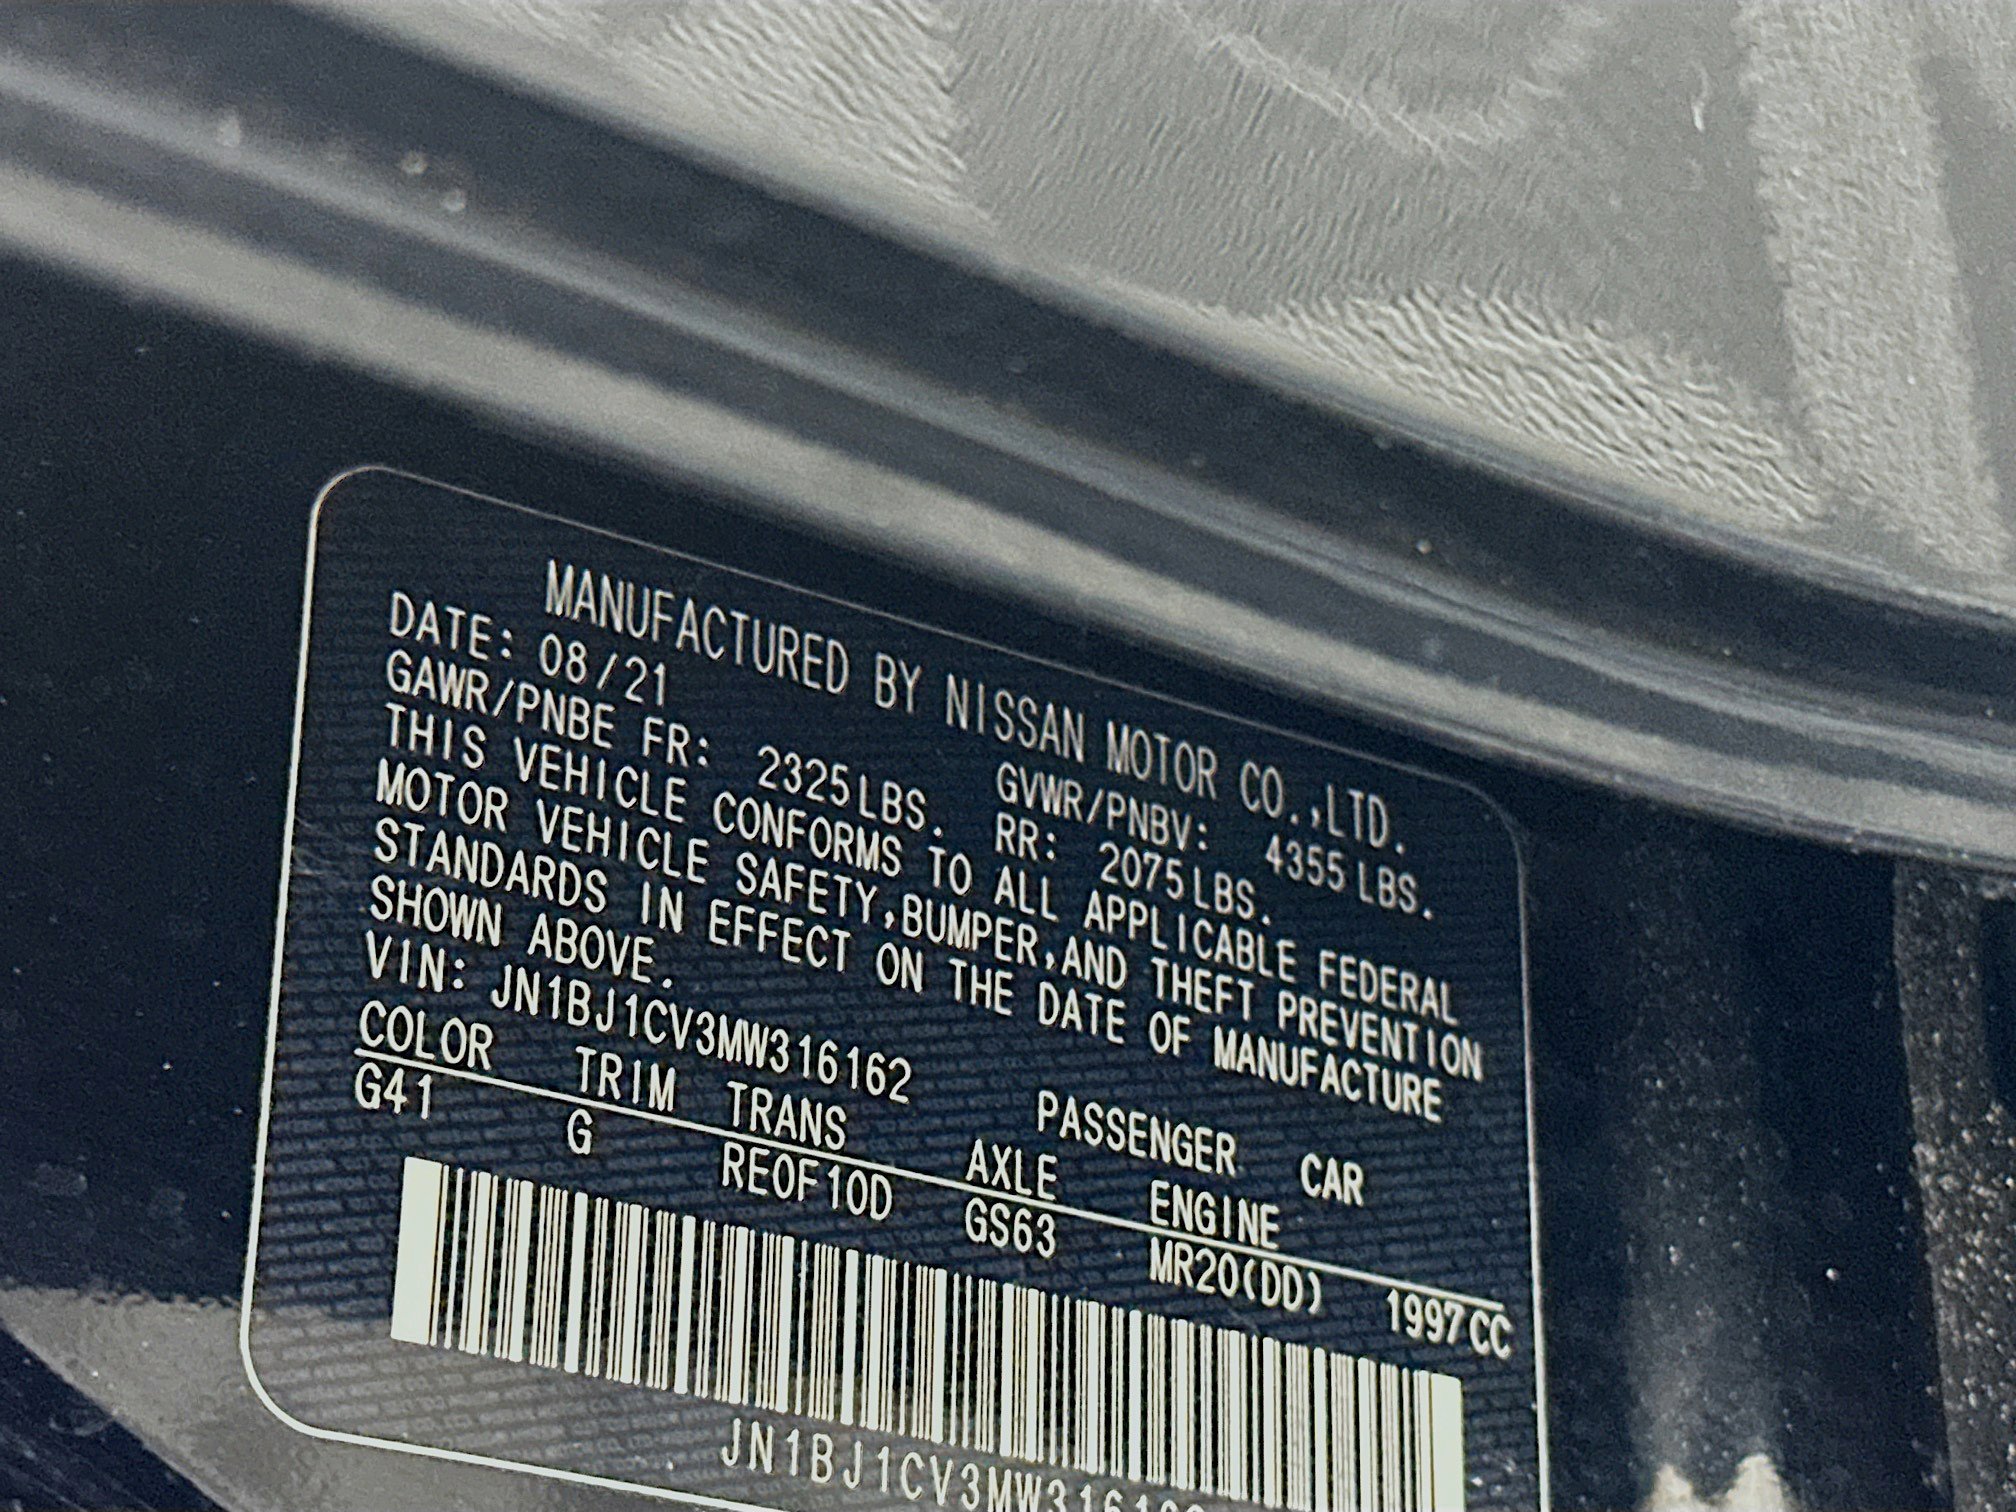 MANUFACTURED BY NISSAN MOTOR CO.,LTD.
DATE: 08/21 GVWR/PNBV: 4355LBS.
GAWR/PNBE FR: 2325LBS. RR: 2075LBS.
THIS VEHICLE CONFORMS TO ALL APPLICABLE FEDERAL
MOTOR VEHICLE SAFETY,BUMPER,AND THEFT PREVENTION
STANDARDS IN EFFECT ON THE DATE OF MANUFACTURE
SHOWN ABOVE.
VIN: JN1BJ1CV3MW316162 PASSENGER CAR
COLOR TRIM TRANS AXLE ENGINE
G41 G RE0F10D GS63 MR20(DD) 1997CC
JN1BJ1CV3MW316162